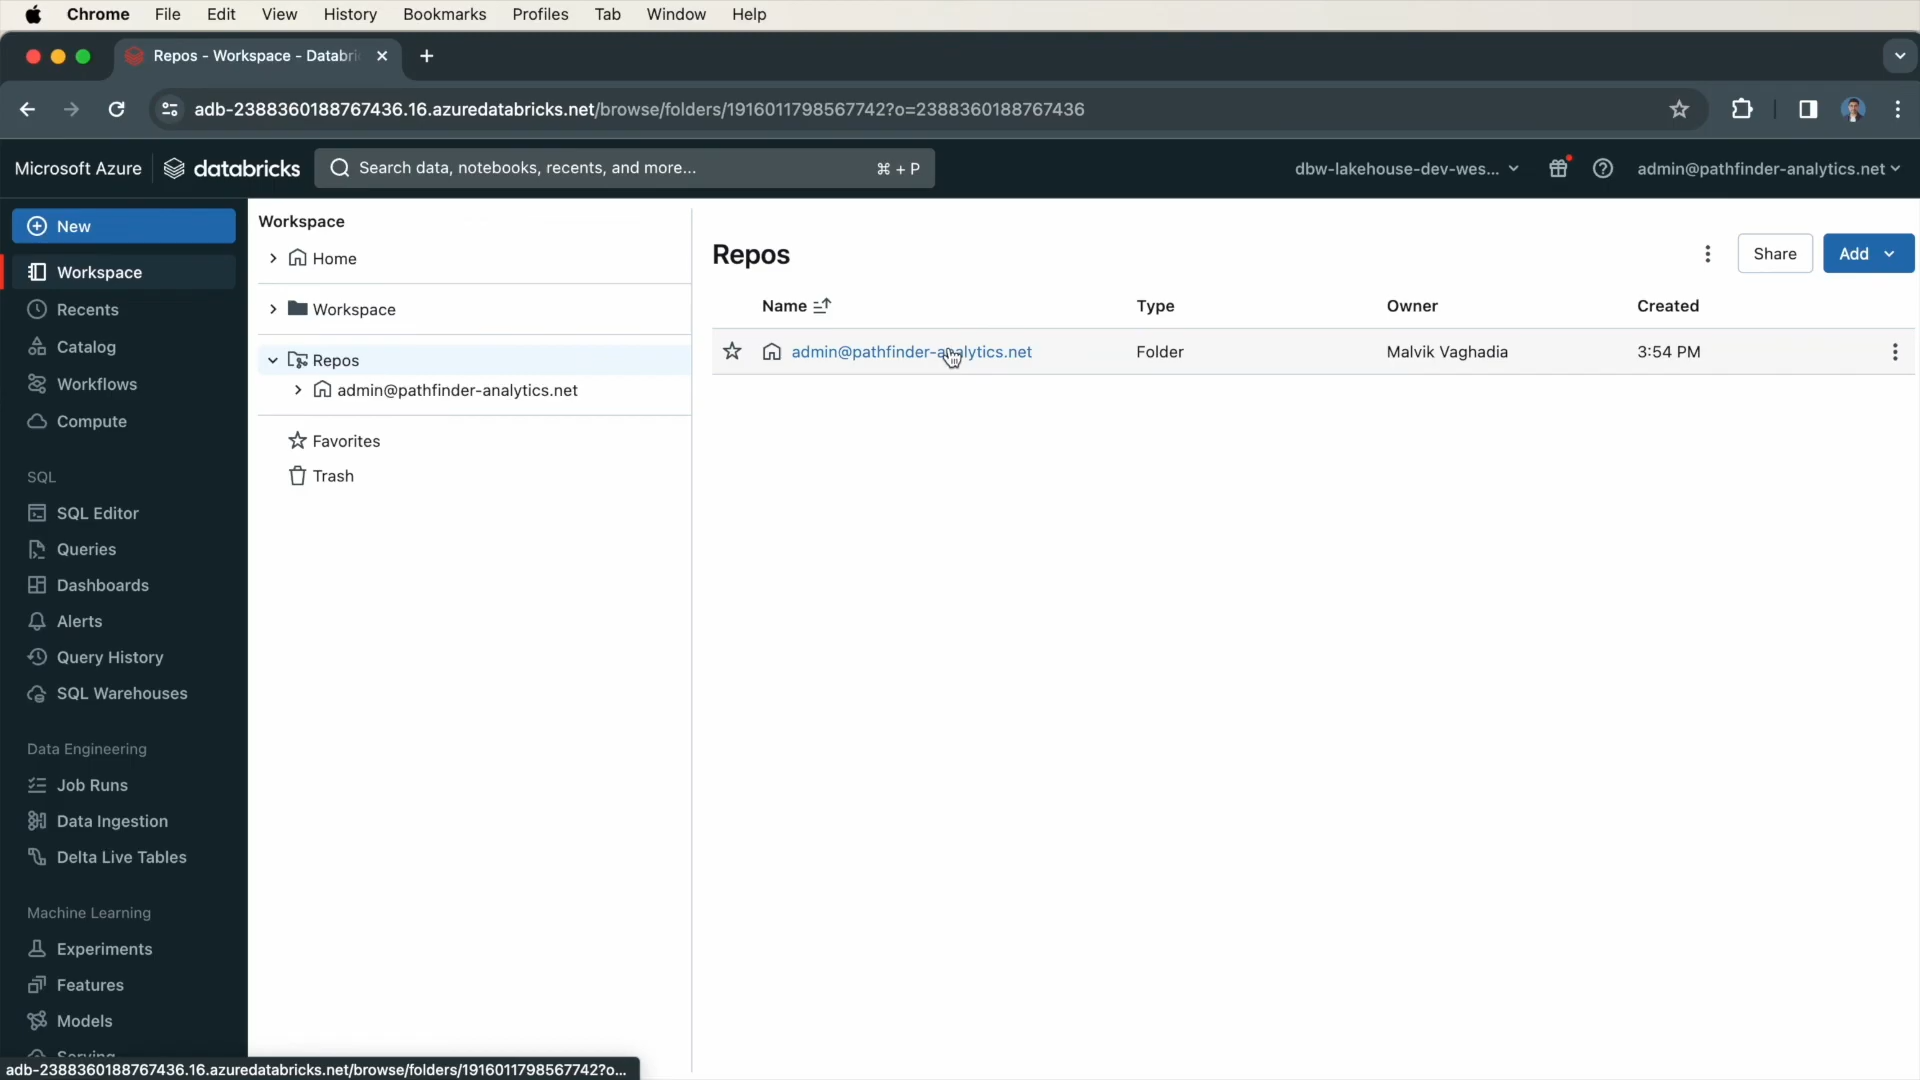 Chrome File Edit View History Bookmarks Profiles Tab Window Help
Repos - Workspace - Databri
adb-2388360188767436.16.azuredatabricks.net/browse/folders/1916011798567742?o=2388360188767436
Microsoft Azure databricks Search data, notebooks, recents, and more... ⌘ + P dbw-lakehouse-dev-wes... admin@pathfinder-analytics.net
New
Workspace
Recents
Catalog
Workflows
Compute
SQL
SQL Editor
Queries
Dashboards
Alerts
Query History
SQL Warehouses
Data Engineering
Job Runs
Data Ingestion
Delta Live Tables
Machine Learning
Experiments
Features
Models
Serving
Workspace
Home
Workspace
Repos
admin@pathfinder-analytics.net
Favorites
Trash
Repos Share Add
Name Type Owner Created
admin@pathfinder-analytics.net Folder Malvik Vaghadia 3:54 PM
adb-2388360188767436.16.azuredatabricks.net/browse/folders/1916011798567742?o...